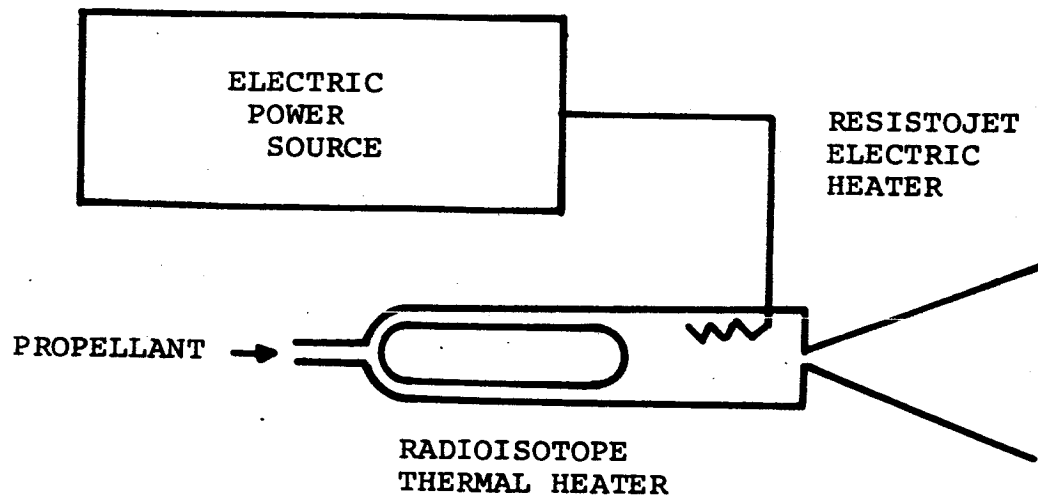 ELECTRIC
POWER
SOURCE
RESISTOJET
ELECTRIC
HEATER
PROPELLANT
RADIOISOTOPE
THERMAL HEATER